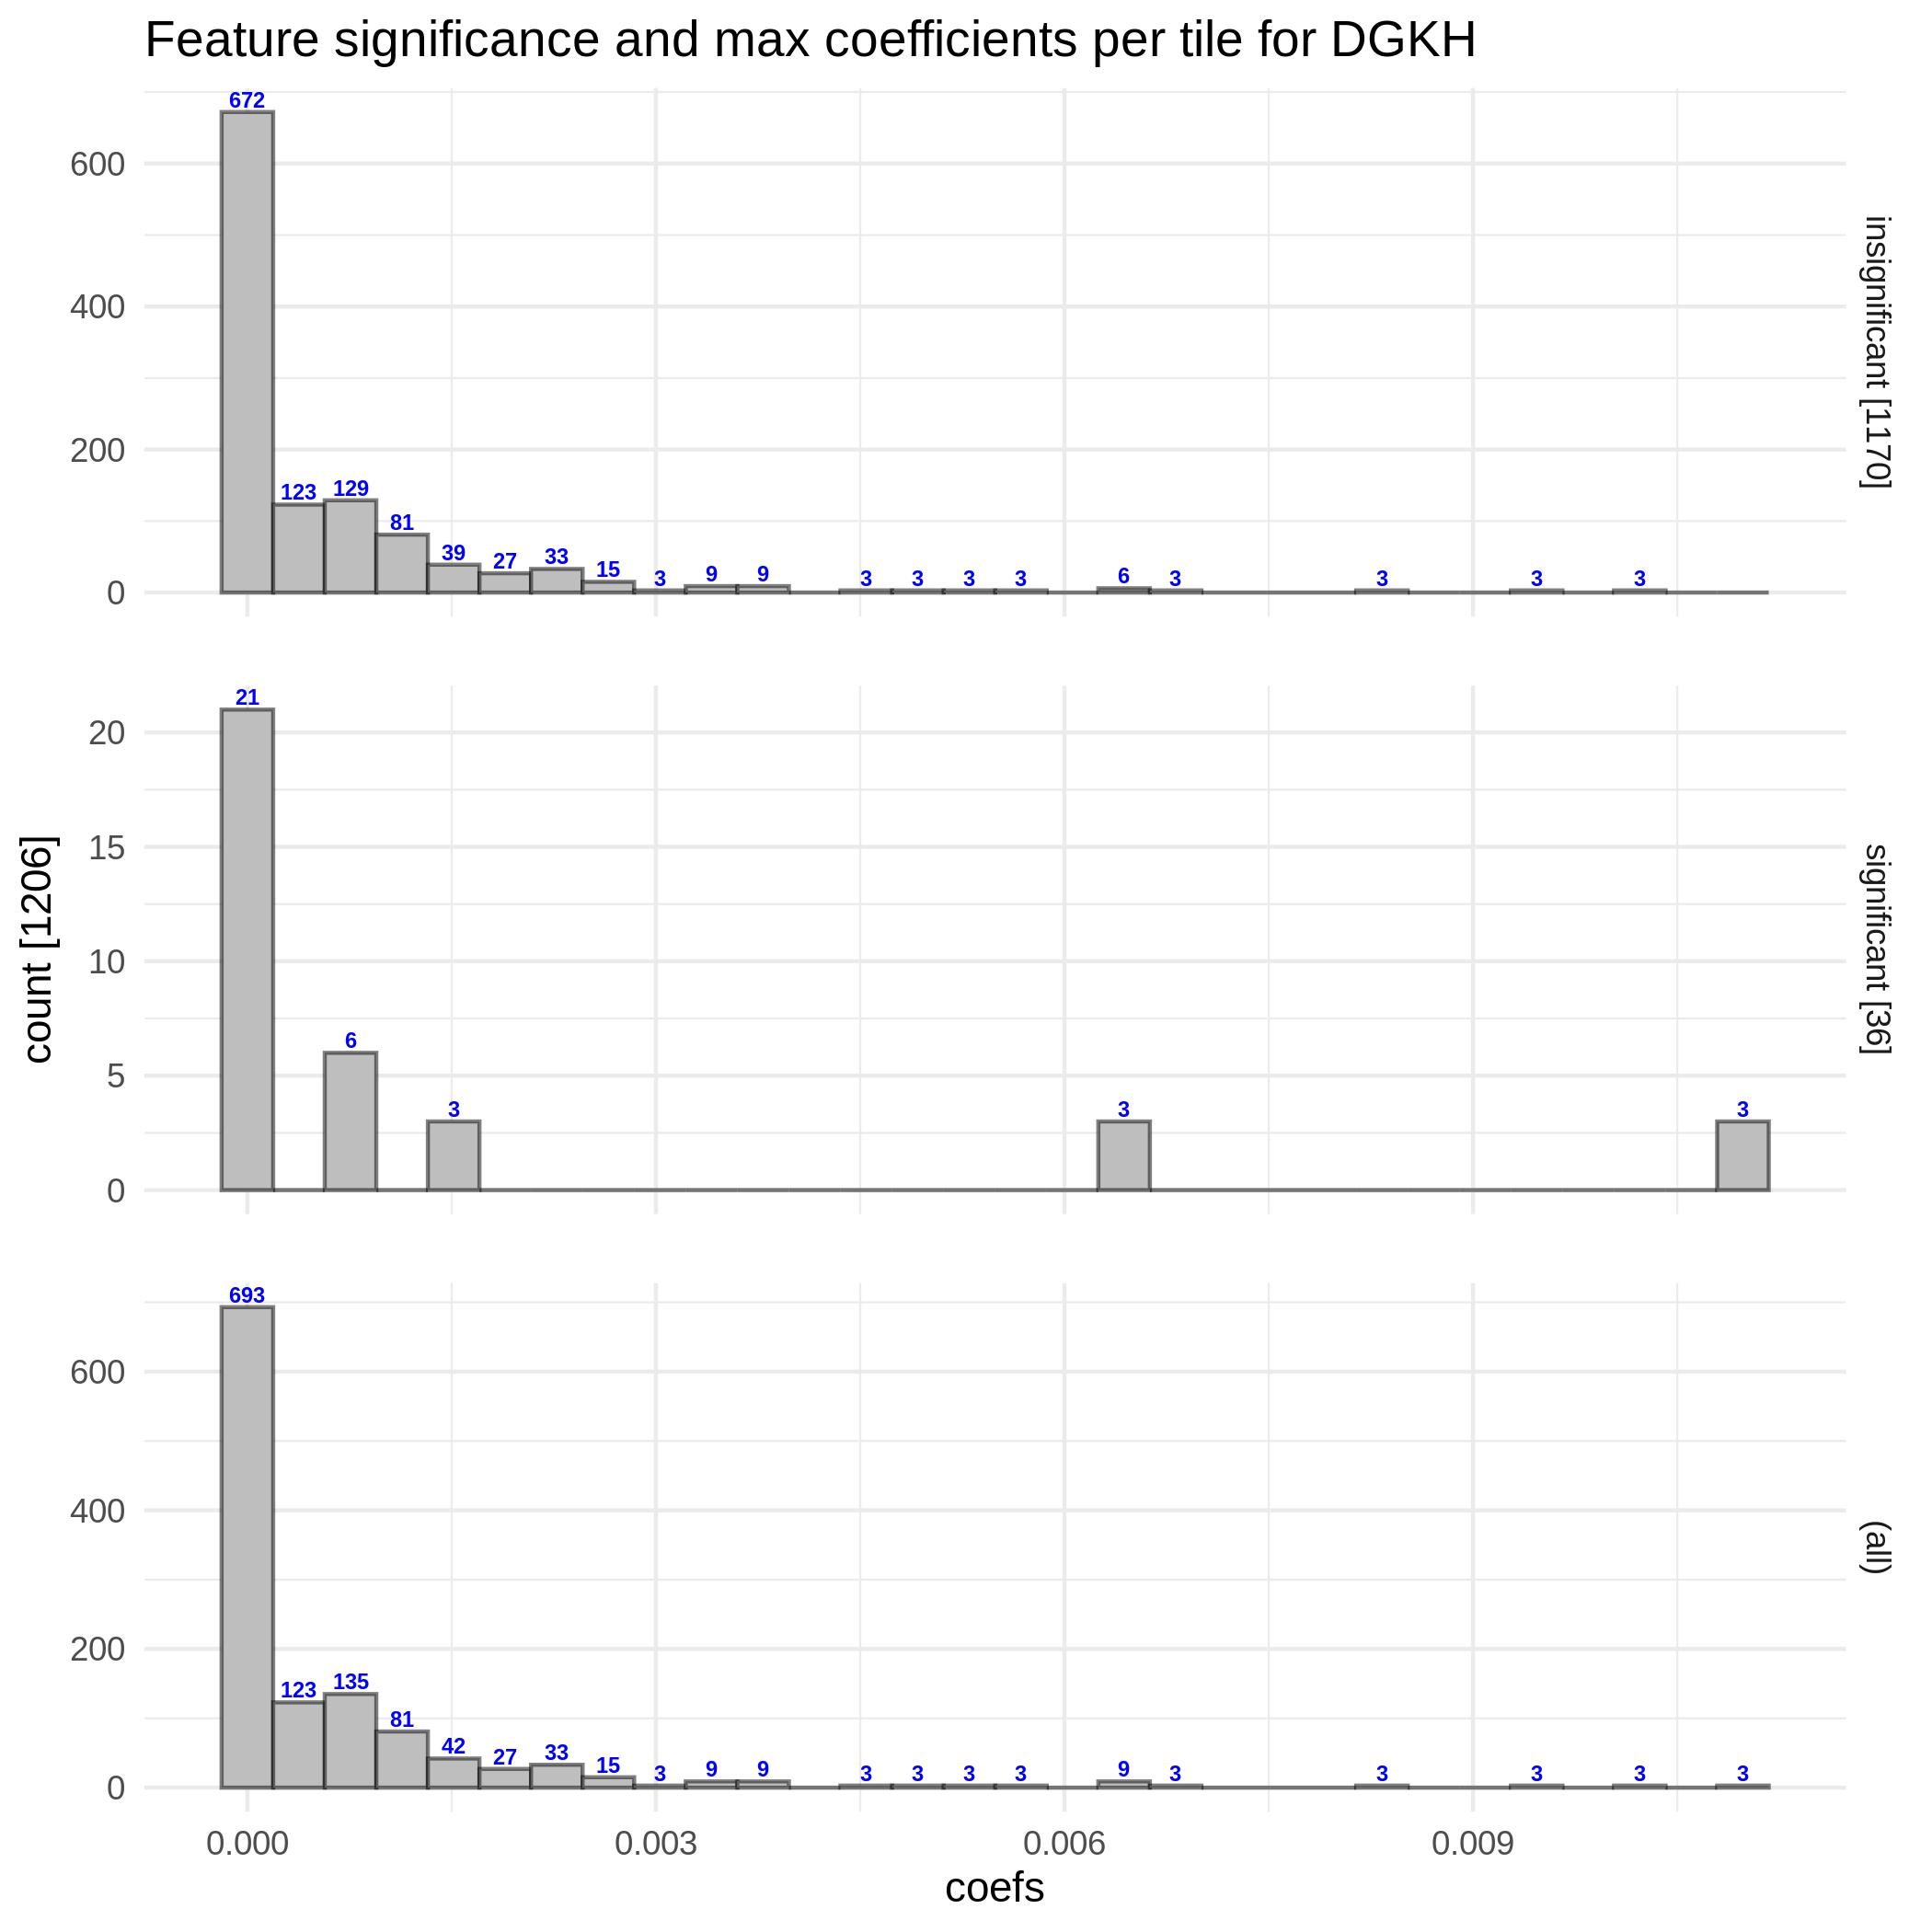 Feature significance and max coefficients per tile for DGKH
672
600
400
200
0
123 129 81 39 27 33 15 3 9 9 3 3 3 3 6 3 3 3 3
insignificant [1170]
21
20
15
10
5
0
6
3
3
3
significant [36]
count [1206]
693
600
400
200
0
123 135 81 42 27 33 15 3 9 9 3 3 3 3 9 3 3 3 3 3
(all)
0.000 0.003 0.006 0.009
coefs